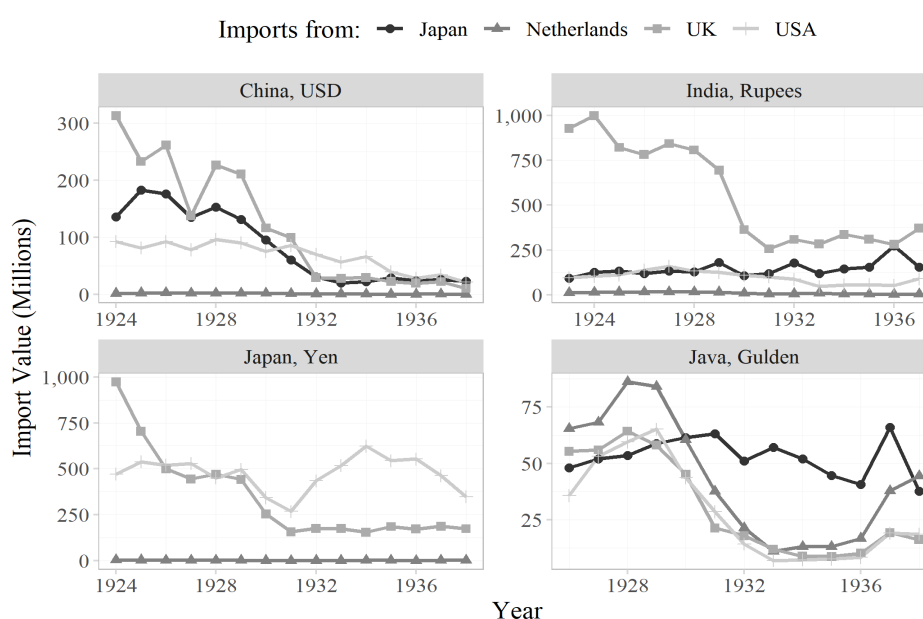 Imports from: Japan Netherlands UK USA
China, USD
India, Rupees
300
200
100
0
1924 1928 1932 1936
1,000
750
500
250
0
1924 1928 1932 1936
Import Value (Millions)
Japan, Yen
Java, Gulden
1,000
750
500
250
0
1924 1928 1932 1936
75
50
25
1928 1932 1936
Year